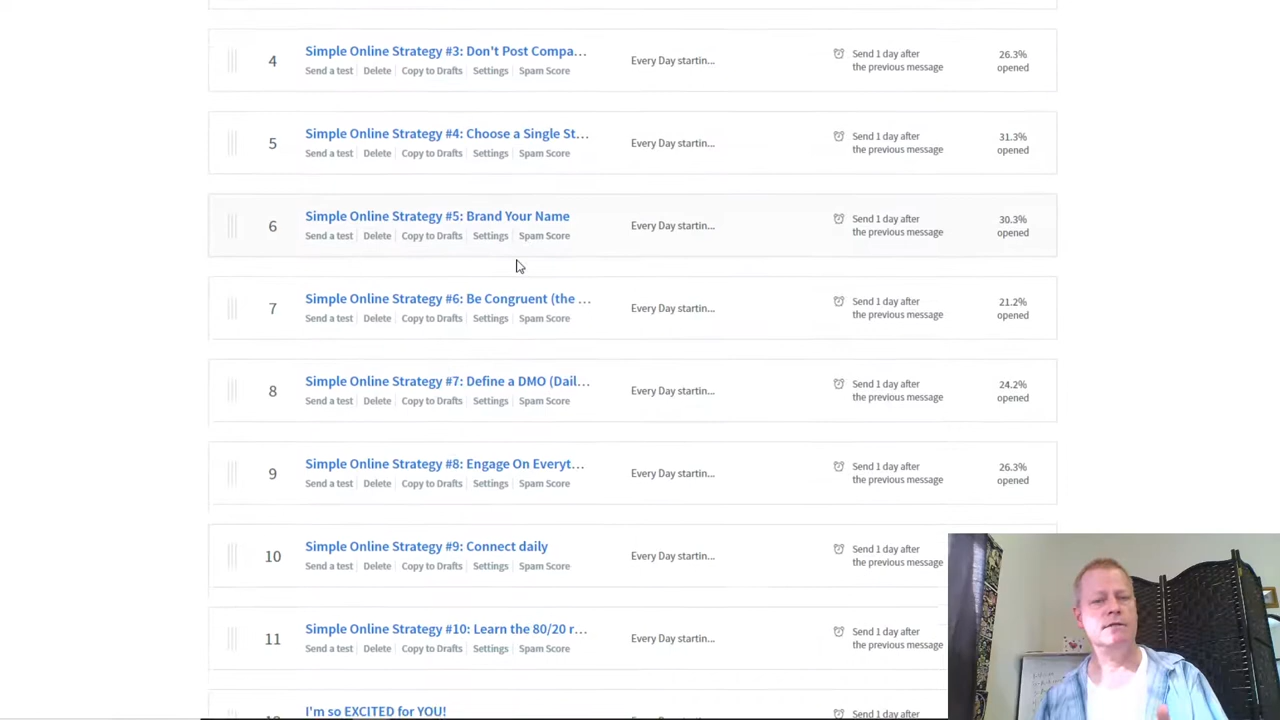 4
Simple Online Strategy #3: Don't Post Compa...
Send a test Delete Copy to Drafts Settings Spam Score
Every Day startin...
Send 1 day after
the previous message
26.3%
opened
5
Simple Online Strategy #4: Choose a Single St...
Send a test Delete Copy to Drafts Settings Spam Score
Every Day startin...
Send 1 day after
the previous message
31.3%
opened
6
Simple Online Strategy #5: Brand Your Name
Send a test Delete Copy to Drafts Settings Spam Score
Every Day startin...
Send 1 day after
the previous message
30.3%
opened
7
Simple Online Strategy #6: Be Congruent (the ...
Send a test Delete Copy to Drafts Settings Spam Score
Every Day startin...
Send 1 day after
the previous message
21.2%
opened
8
Simple Online Strategy #7: Define a DMO (Dail...
Send a test Delete Copy to Drafts Settings Spam Score
Every Day startin...
Send 1 day after
the previous message
24.2%
opened
9
Simple Online Strategy #8: Engage On Everyt...
Send a test Delete Copy to Drafts Settings Spam Score
Every Day startin...
Send 1 day after
the previous message
26.3%
opened
10
Simple Online Strategy #9: Connect daily
Send a test Delete Copy to Drafts Settings Spam Score
Every Day startin...
Send 1 day after
the previous message
11
Simple Online Strategy #10: Learn the 80/20 r...
Send a test Delete Copy to Drafts Settings Spam Score
Every Day startin...
Send 1 day after
the previous message
I'm so EXCITED for YOU!
Send 1 day after